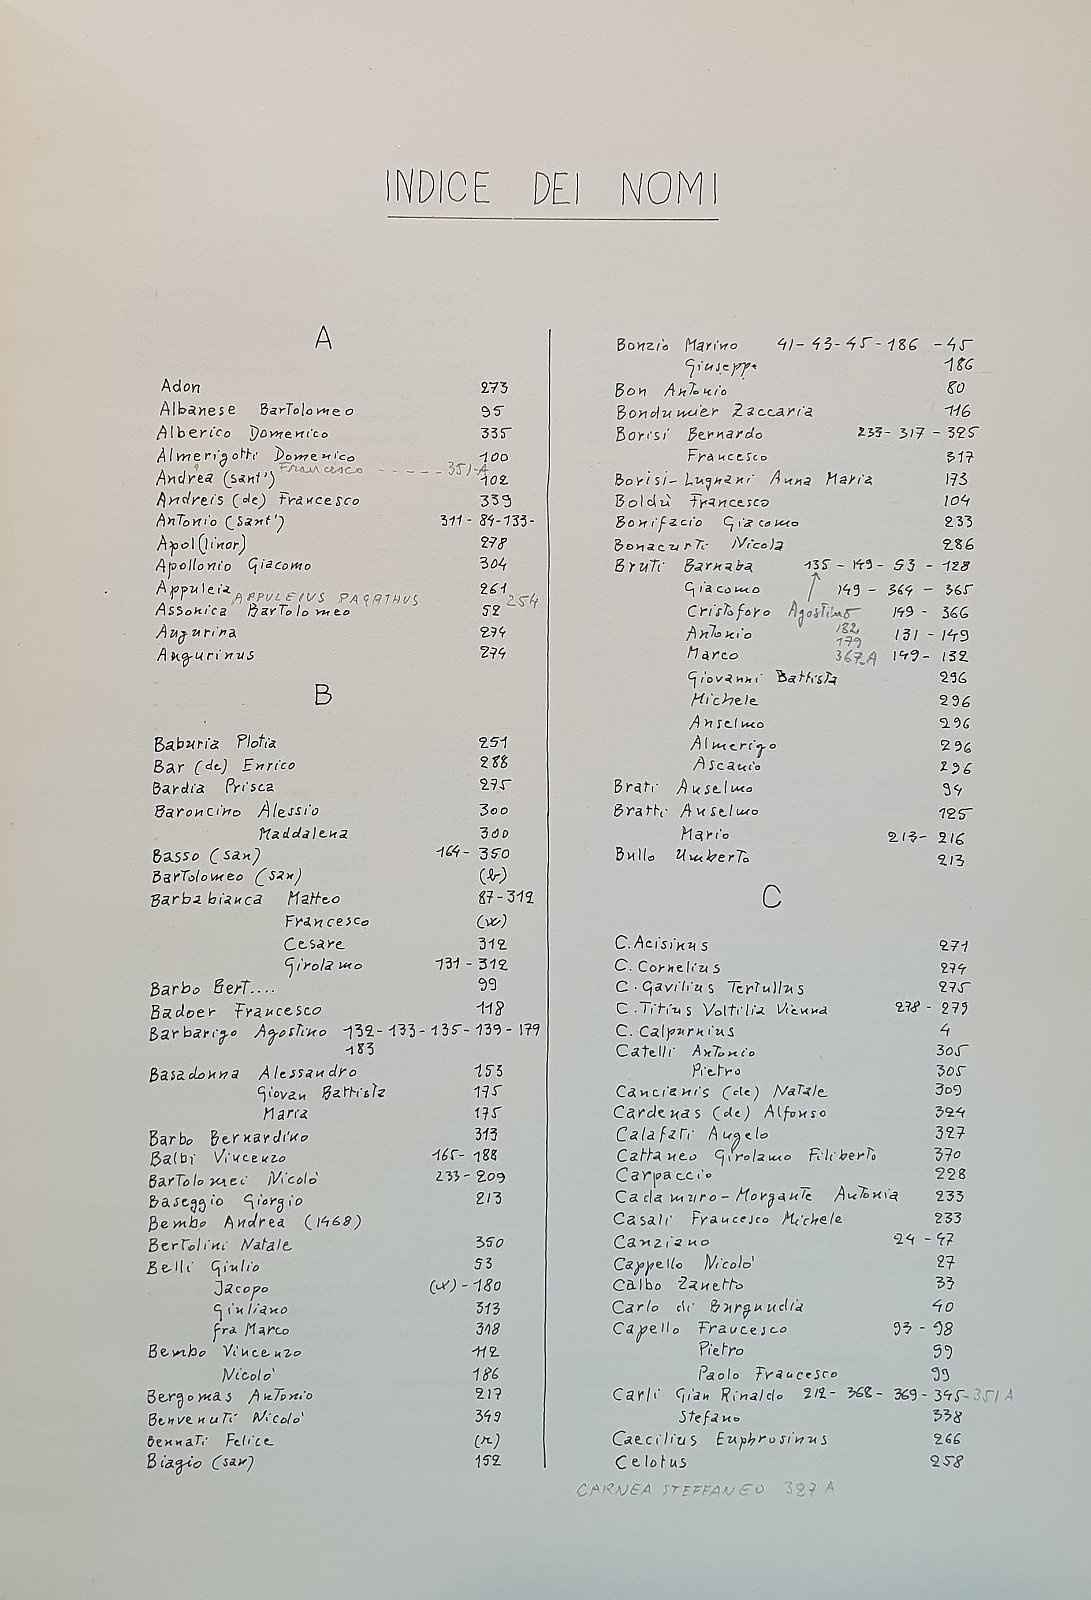 INDICE DEI NOMI
A
Adon 273
Albanese Bartolomeo 95
Alberico Domenico 335
Almerigotti Domenico 100
Francesco ----- 351-A
Andrea (sant') 102
Andreis (de) Francesco 339
Antonio (sant') 311-84-133-
Apol(linor) 278
Apollonio Giacomo 304
Appuleia 261
APPULEIUS PAGATHUS 254
Assonica Bartolomeo 52
Augurina 274
Angurinus 274
B
Baburia Plotia 251
Bar (de) Enrico 288
Bardia Prisca 275
Baroncino Alessio 300
Maddalena 300
Basso (san) 164-350
Bartolomeo (san) (b)
Barbabianca Matteo 87-312
Francesco (x)
Cesare 312
Girolamo 131-312
Barbo Bert.... 99
Badoer Francesco 118
Barbarigo Agostino 132-133-135-139-179
183
Basadonna Alessandro 153
Giovan Battista 175
Maria 175
Barbo Bernardino 313
Balbi Vincenzo 165-188
Bartolomei Nicolò 233-209
Baseggio Giorgio 213
Bembo Andrea (1468)
Bertolini Natale 350
Belli Giulio 53
Jacopo (x)-180
Giuliano 313
fra Marco 318
Bembo Vincenzo 112
Nicolò 186
Bergomas Antonio 217
Benvenuti Nicolò 349
Bennati Felice (r)
Biagio (san) 152
Bonzio Marino 41-43-45-186-45
Giuseppe 186
Bon Antonio 80
Bondumier Zaccaria 116
Borisi Bernardo 233-317-325
Francesco 317
Borisi-Lugnani Anna Maria 173
Boldù Francesco 104
Bonifacio Giacomo 233
Bonacurti Nicola 286
Bruti Barnaba 135-149-53-128
Giacomo 149-364-365
Cristoforo Agostino 149-366
Antonio 132 131-149
179
Marco 367-A 149-132
Giovanni Battista 296
Michele 296
Anselmo 296
Almerigo 296
Ascanio 296
Brati Anselmo 94
Bratti Anselmo 125
Mario 213-216
Bullo Umberto 213
C
C. Acisinus 271
C. Cornelius 274
C. Gavilius Tertullus 275
C. Titius Voltilia Vienna 278-279
C. Calpurnius 4
Catelli Antonio 305
Pietro 305
Cancianis (de) Natale 309
Cardenas (de) Alfonso 324
Calafati Angelo 327
Cattaneo Girolamo Filiberto 370
Carpaccio 228
Cadamuro-Morgante Antonia 233
Casali Francesco Michele 233
Canziano 24-47
Cappello Nicolò 27
Calbo Zanetto 33
Carlo di Burgundia 40
Capello Francesco 93-98
Pietro 99
Paolo Francesco 99
Carli Gian Rinaldo 212-368-369-345-351A
Stefano 338
Caecilius Euphrosinus 266
Celotus 258
CARNEA STEFFANEO 327 A